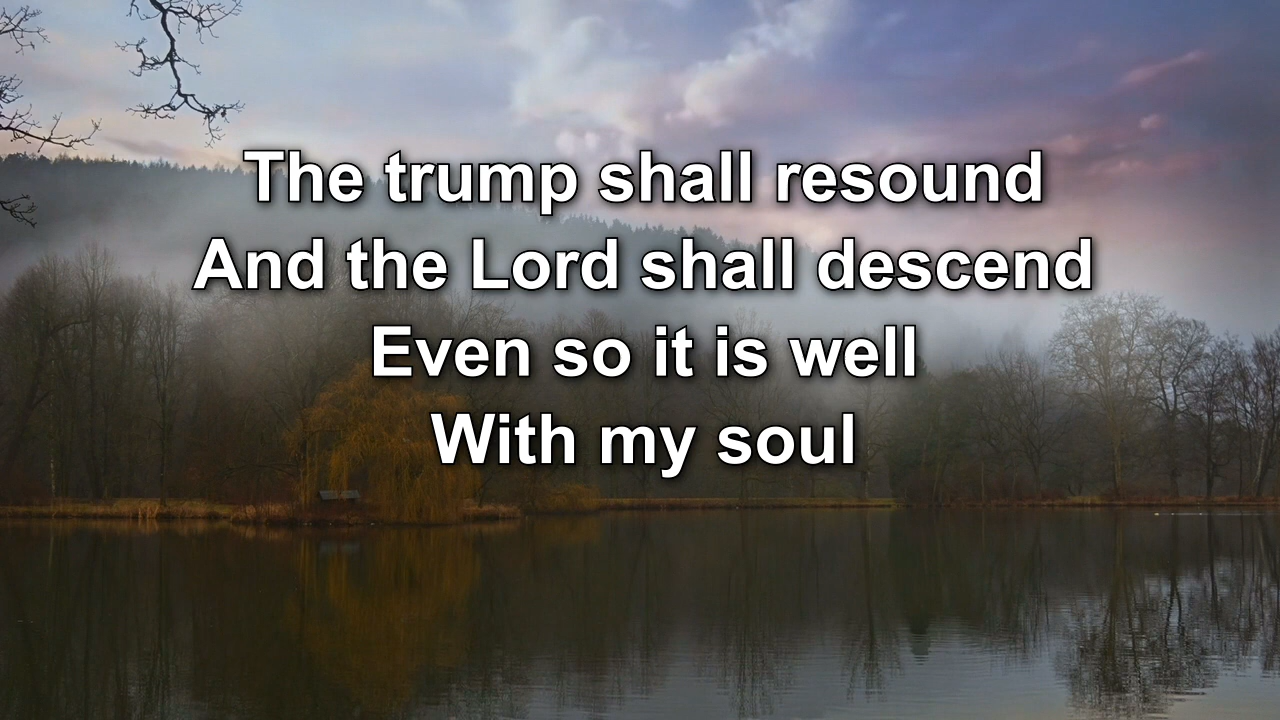 The trump shall resound
And the Lord shall descend
Even so it is well
With my soul